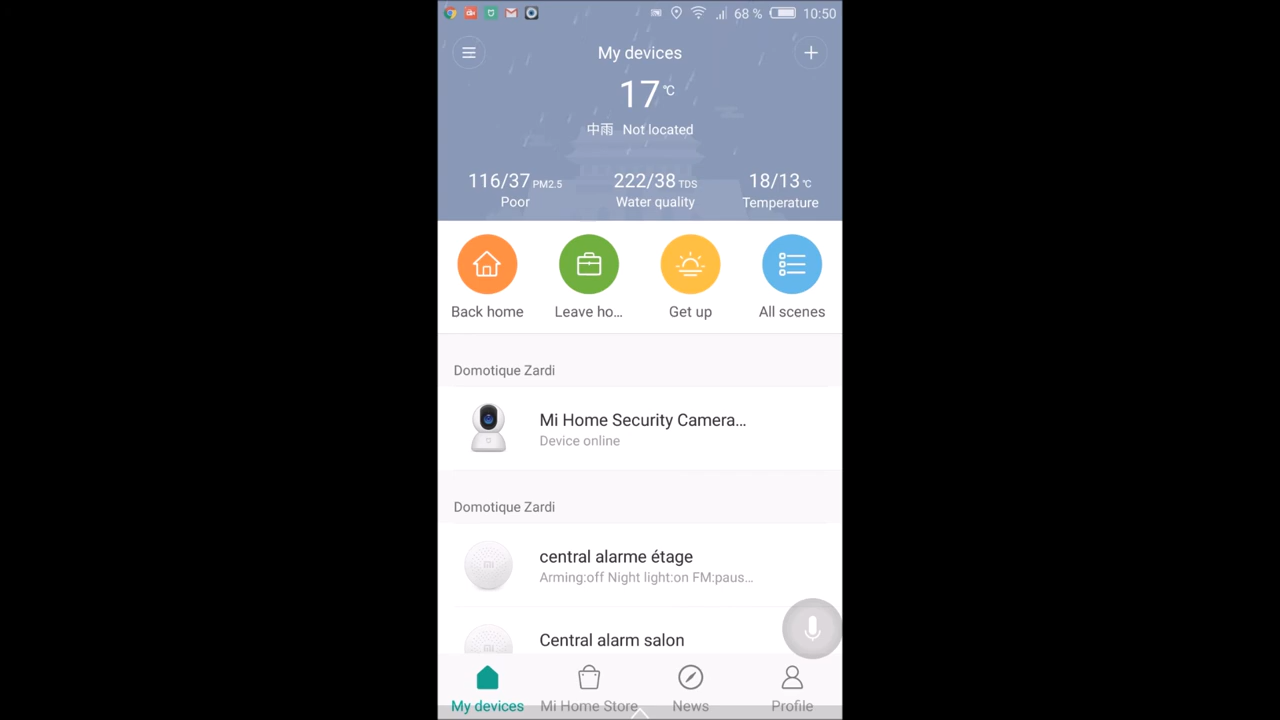 68 % 10:50
My devices
17℃
中雨 Not located
116/37 PM2.5 222/38 TDS 18/13 ℃
Poor Water quality Temperature
Back home Leave ho... Get up All scenes
Domotique Zardi
Mi Home Security Camera...
Device online
Domotique Zardi
central alarme étage
Arming:off Night light:on FM:paus...
Central alarm salon
My devices Mi Home Store News Profile